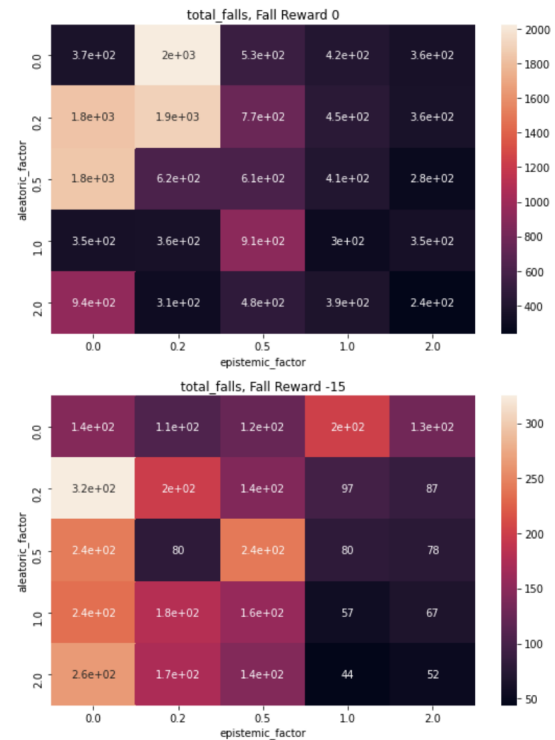 total_falls, Fall Reward 0
0.0 3.7e+02 2e+03 5.3e+02 4.2e+02 3.6e+02
0.2 1.8e+03 1.9e+03 7.7e+02 4.5e+02 3.6e+02
0.5 1.8e+03 6.2e+02 6.1e+02 4.1e+02 2.8e+02
1.0 3.5e+02 3.6e+02 9.1e+02 3e+02 3.5e+02
2.0 9.4e+02 3.1e+02 4.8e+02 3.9e+02 2.4e+02
aleatoric_factor
0.0 0.2 0.5 1.0 2.0
epistemic_factor
2000
1800
1600
1400
1200
1000
800
600
400
total_falls, Fall Reward -15
0.0 1.4e+02 1.1e+02 1.2e+02 2e+02 1.3e+02
0.2 3.2e+02 2e+02 1.4e+02 97 87
0.5 2.4e+02 80 2.4e+02 80 78
1.0 2.4e+02 1.8e+02 1.6e+02 57 67
2.0 2.6e+02 1.7e+02 1.4e+02 44 52
aleatoric_factor
0.0 0.2 0.5 1.0 2.0
epistemic_factor
300
250
200
150
100
50